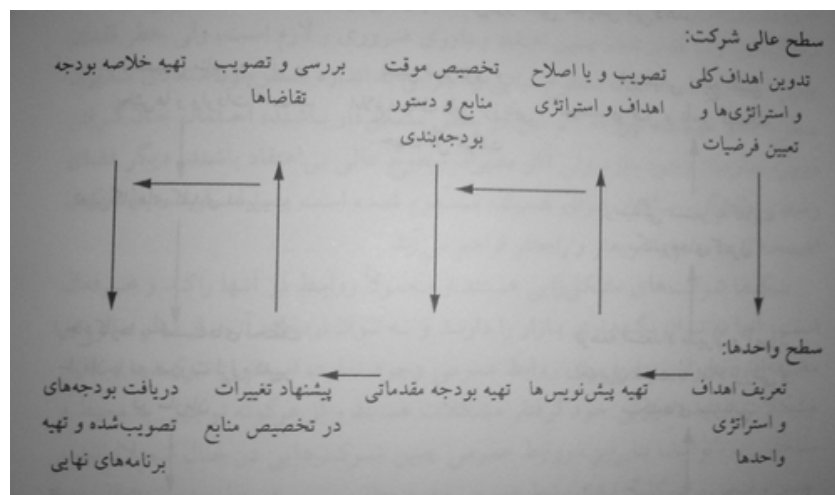 سطح عالی شرکت:
تدوین اهداف کلی
و استراتژی‌ها و
تعیین فرضیات
تصویب و یا اصلاح
اهداف و استراتژی
تخصیص موقت
منابع و دستور
بودجه‌بندی
بررسی و تصویب
تقاضاها
تهیه خلاصه بودجه
سطح واحدها:
تعریف اهداف
و استراتژی
واحدها
تهیه پیش‌نویس‌ها
تهیه بودجه مقدماتی
پیشنهاد تغییرات
در تخصیص منابع
دریافت بودجه‌های
تصویب‌شده و تهیه
برنامه‌های نهایی